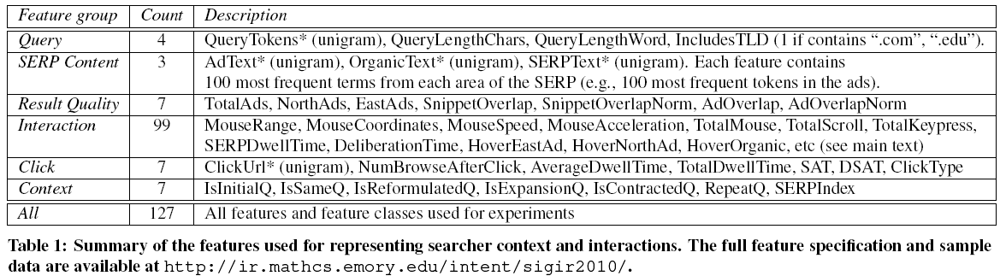 Feature group Count Description
Query 4 QueryTokens* (unigram), QueryLengthChars, QueryLengthWord, IncludesTLD (1 if contains “.com”, “.edu”).
SERP Content 3 AdText* (unigram), OrganicText* (unigram), SERPText* (unigram). Each feature contains
100 most frequent terms from each area of the SERP (e.g., 100 most frequent tokens in the ads).
Result Quality 7 TotalAds, NorthAds, EastAds, SnippetOverlap, SnippetOverlapNorm, AdOverlap, AdOverlapNorm
Interaction 99 MouseRange, MouseCoordinates, MouseSpeed, MouseAcceleration, TotalMouse, TotalScroll, TotalKeypress,
SERPDwellTime, DeliberationTime, HoverEastAd, HoverNorthAd, HoverOrganic, etc (see main text)
Click 7 ClickUrl* (unigram), NumBrowseAfterClick, AverageDwellTime, TotalDwellTime, SAT, DSAT, ClickType
Context 7 IsInitialQ, IsSameQ, IsReformulatedQ, IsExpansionQ, IsContractedQ, RepeatQ, SERPIndex
All 127 All features and feature classes used for experiments
Table 1: Summary of the features used for representing searcher context and interactions. The full feature specification and sample
data are available at http://ir.mathcs.emory.edu/intent/sigir2010/.